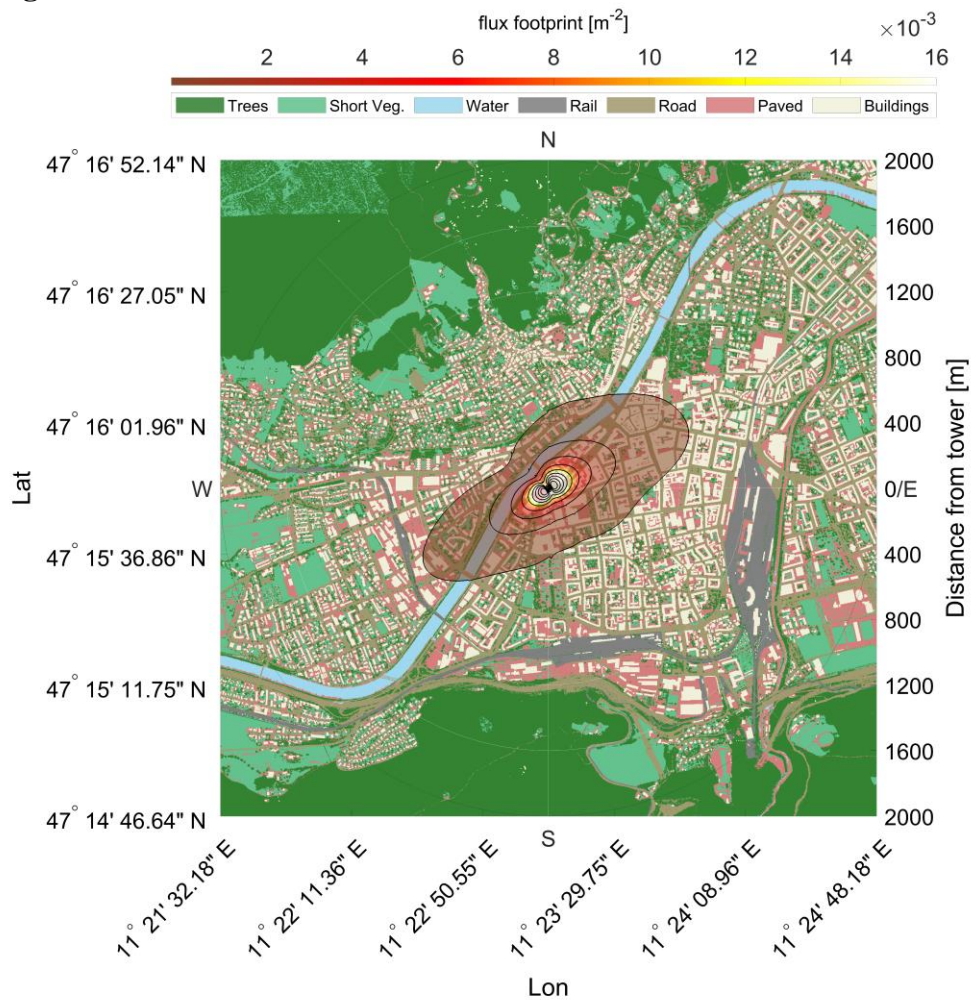 flux footprint [m-2]
×10-3
2 4 6 8 10 12 14 16
Trees Short Veg. Water Rail Road Paved Buildings
N
47° 16' 52.14" N
2000
1600
47° 16' 27.05" N
1200
800
47° 16' 01.96" N
400
Lat
W
0/E
Distance from tower [m]
47° 15' 36.86" N
400
800
47° 15' 11.75" N
1200
1600
47° 14' 46.64" N
2000
S
11° 21' 32.18" E
11° 22' 11.36" E
11° 22' 50.55" E
11° 23' 29.75" E
11° 24' 08.96" E
11° 24' 48.18" E
Lon